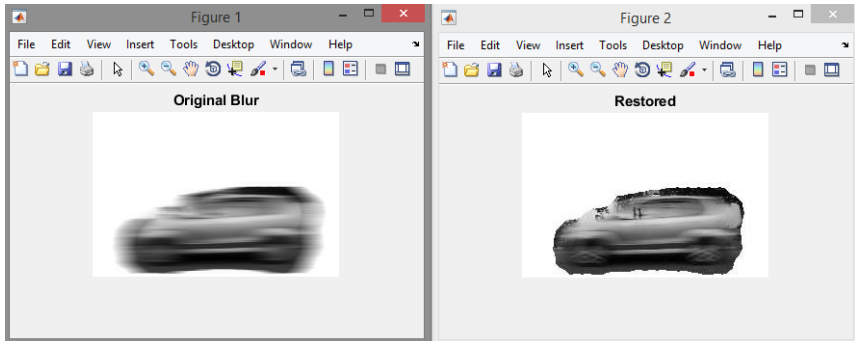 Figure 1
File Edit View Insert Tools Desktop Window Help
Original Blur
Figure 2
File Edit View Insert Tools Desktop Window Help
Restored